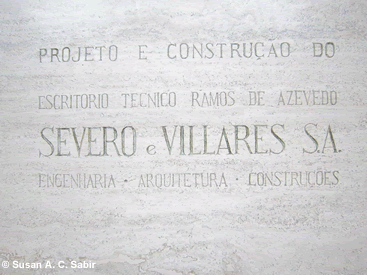 PROJETO E CONSTRUÇÃO DO
ESCRITORIO TECNICO RAMOS DE AZEVEDO
SEVERO e VILLARES S.A.
ENGENHARIA · ARQUITETURA · CONSTRUÇÕES
© Susan A. C. Sabir